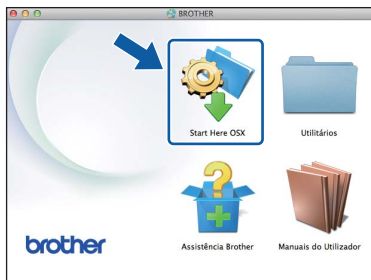 BROTHER
Start Here OSX
Utilitários
Assistência Brother
Manuais do Utilizador
brother